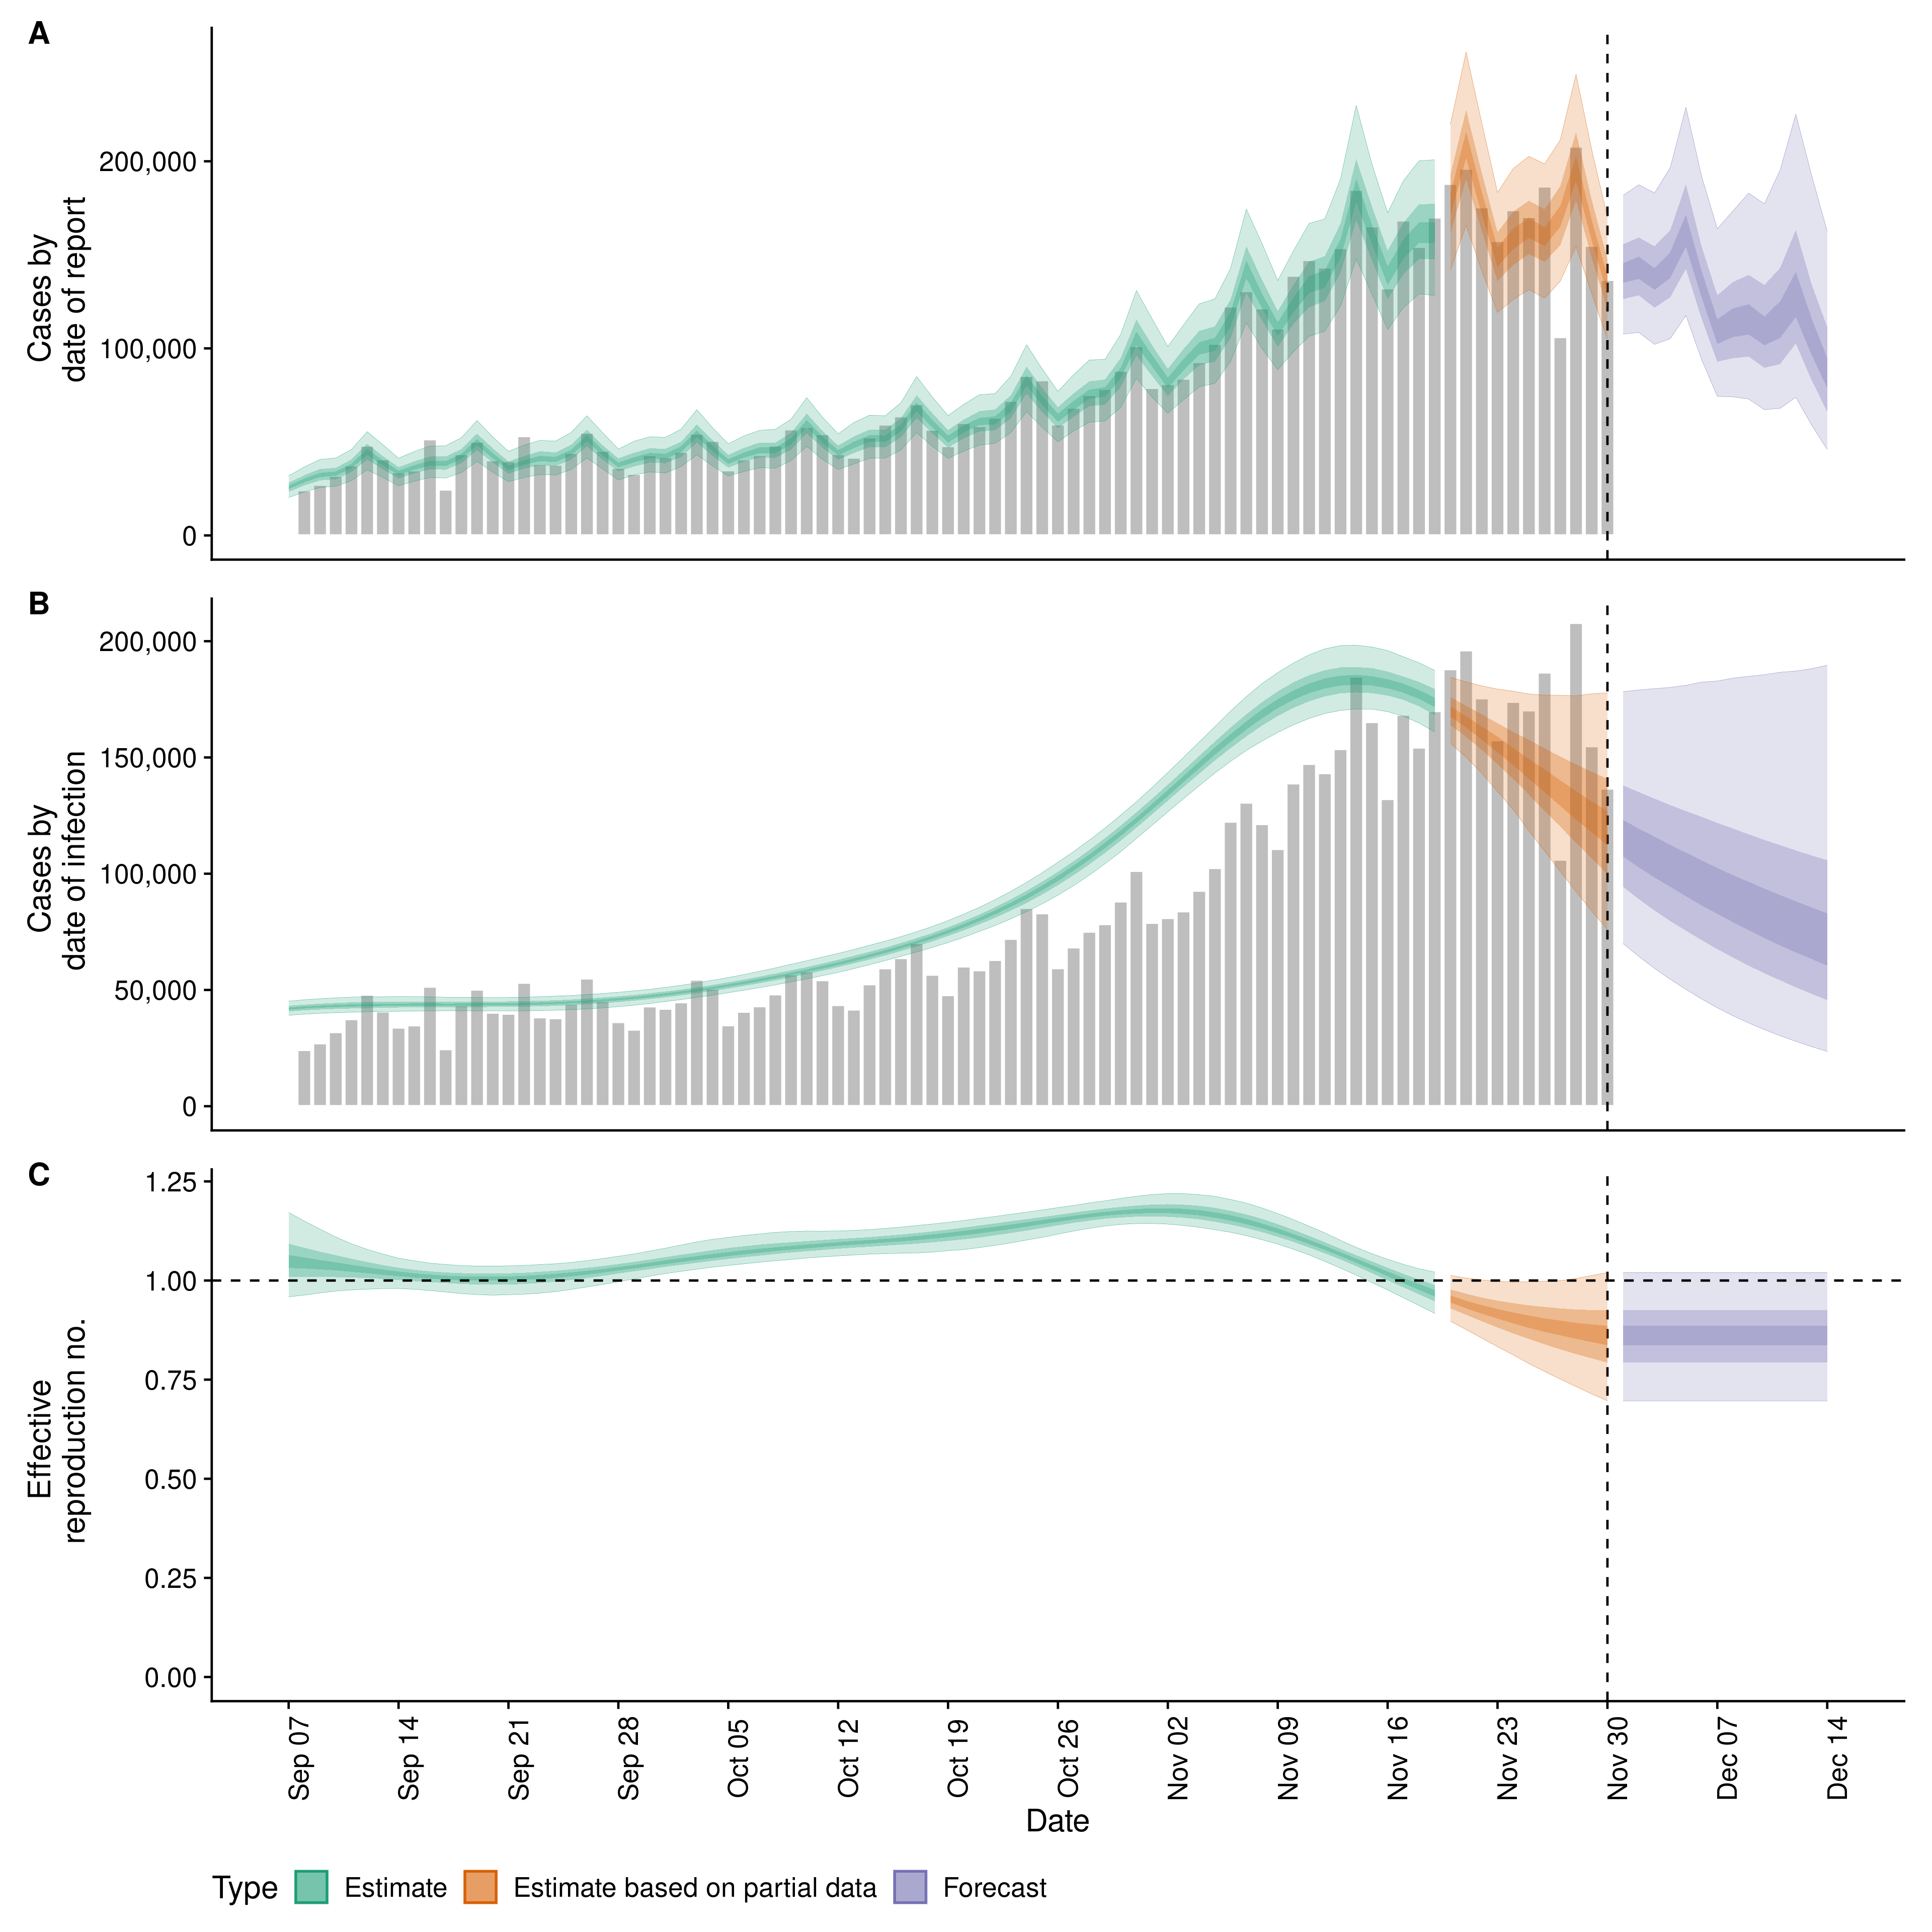 A
Cases by
date of report
200,000
100,000
0
B
Cases by
date of infection
200,000
150,000
100,000
50,000
0
C
Effective
reproduction no.
1.25
1.00
0.75
0.50
0.25
0.00
Sep 07
Sep 14
Sep 21
Sep 28
Oct 05
Oct 12
Oct 19
Oct 26
Nov 02
Nov 09
Nov 16
Nov 23
Nov 30
Dec 07
Dec 14
Date
Type Estimate Estimate based on partial data Forecast